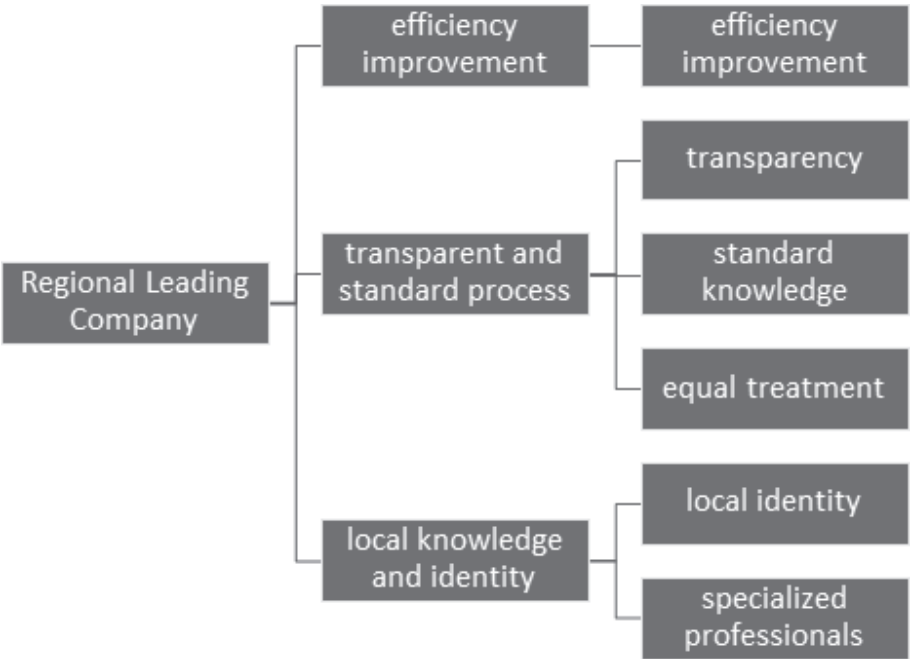 efficiency
improvement
efficiency
improvement
transparency
transparent and
standard process
standard
knowledge
Regional Leading
Company
equal treatment
local identity
local knowledge
and identity
specialized
professionals